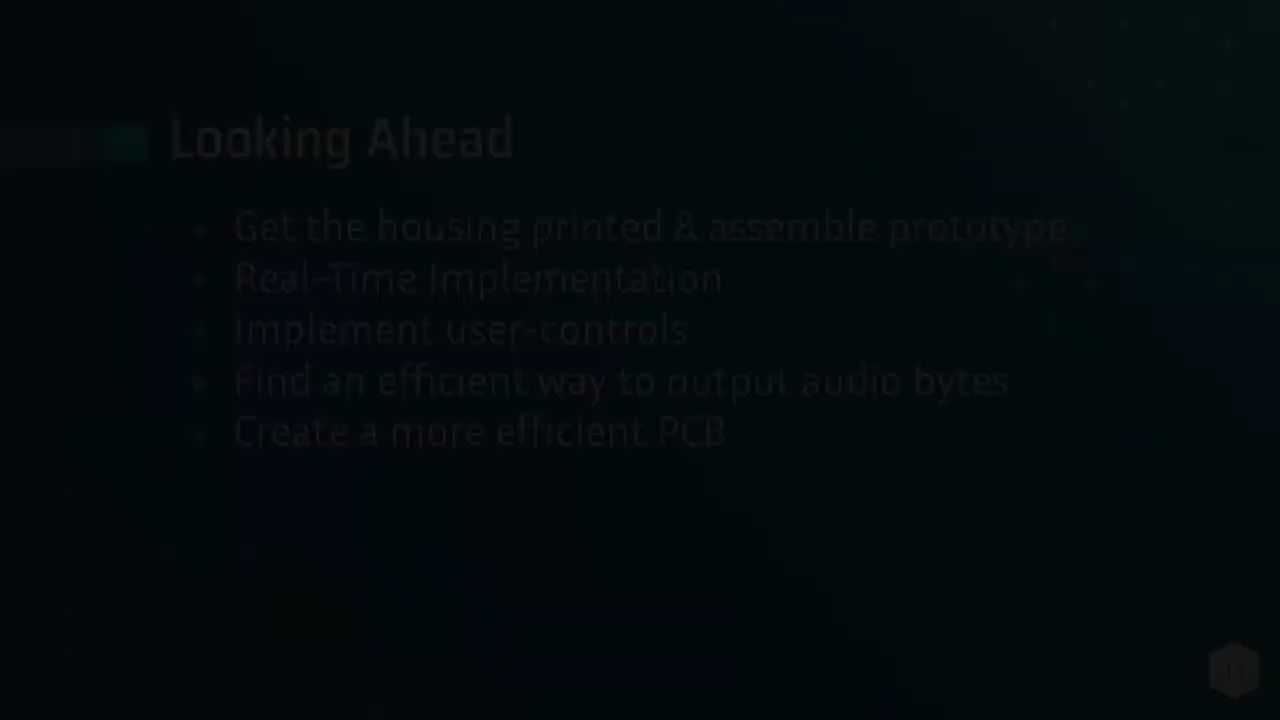 Looking Ahead
Get the housing printed & assemble prototype
Real-Time Implementation
Implement user-controls
Find an efficient way to output audio bytes
Create a more efficient PCB
11